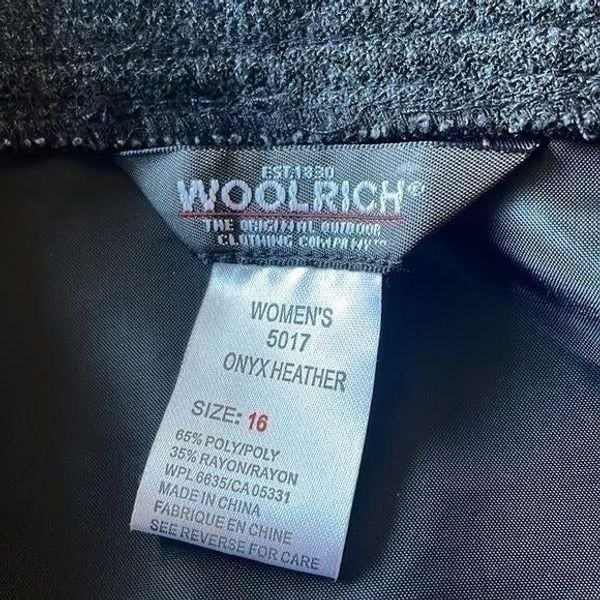 EST.1830
WOOLRICH®
THE ORIGINAL OUTDOOR
CLOTHING COMPANY™
WOMEN'S
5017
ONYX HEATHER
SIZE: 16
65% POLY/POLY
35% RAYON/RAYON
WPL 6635/CA 05331
MADE IN CHINA
FABRIQUE EN CHINE
SEE REVERSE FOR CARE